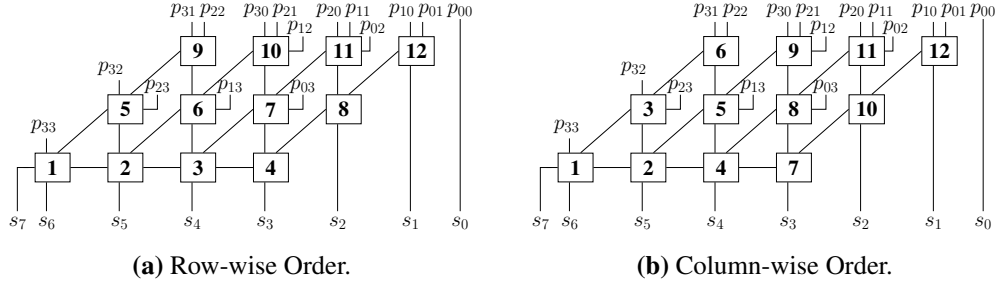 p31 p22 p30 p21 p20 p11 p10 p01 p00
p12 p02
9 10 11 12
p32 p23 p13 p03
5 6 7 8
p33
1 2 3 4
s7 s6 s5 s4 s3 s2 s1 s0
(a) Row-wise Order.
p31 p22 p30 p21 p20 p11 p10 p01 p00
p12 p02
6 9 11 12
p32 p23 p13 p03
3 5 8 10
p33
1 2 4 7
s7 s6 s5 s4 s3 s2 s1 s0
(b) Column-wise Order.